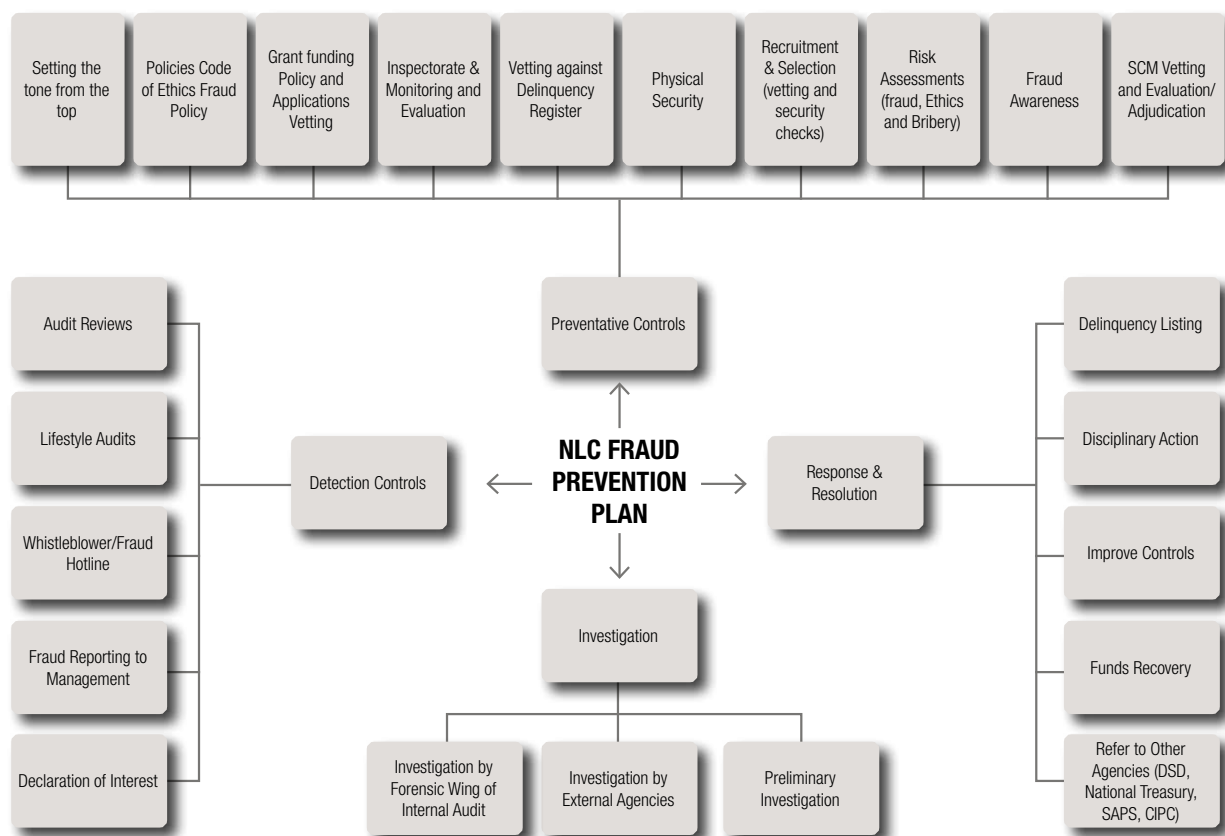 Setting the
tone from the
top
Policies Code
of Ethics Fraud
Policy
Grant funding
Policy and
Applications
Vetting
Inspectorate &
Monitoring and
Evaluation
Vetting against
Delinquency
Register
Physical
Security
Recruitment
& Selection
(vetting and
security
checks)
Risk
Assessments
(fraud, Ethics
and Bribery)
Fraud
Awareness
SCM Vetting
and Evaluation/
Adjudication
Preventative Controls
Audit Reviews
Lifestyle Audits
Whistleblower/Fraud
Hotline
Fraud Reporting to
Management
Declaration of Interest
Detection Controls
NLC FRAUD
PREVENTION
PLAN
Response &
Resolution
Delinquency Listing
Disciplinary Action
Improve Controls
Funds Recovery
Refer to Other
Agencies (DSD,
National Treasury,
SAPS, CIPC)
Investigation
Investigation by
Forensic Wing of
Internal Audit
Investigation by
External Agencies
Preliminary
Investigation